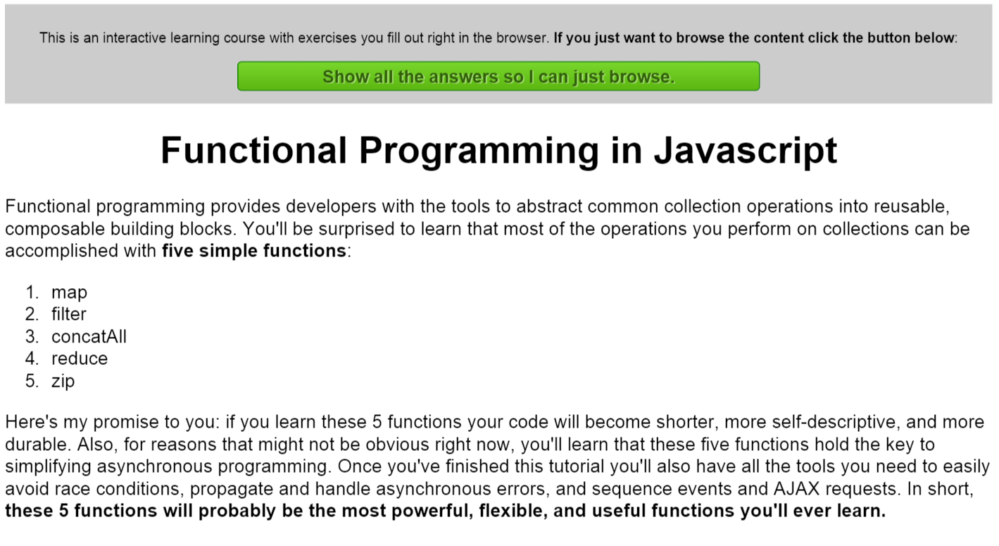 This is an interactive learning course with exercises you fill out right in the browser. If you just want to browse the content click the button below:
Show all the answers so I can just browse.
Functional Programming in Javascript
Functional programming provides developers with the tools to abstract common collection operations into reusable,
composable building blocks. You'll be surprised to learn that most of the operations you perform on collections can be
accomplished with five simple functions:
1. map
2. filter
3. concatAll
4. reduce
5. zip
Here's my promise to you: if you learn these 5 functions your code will become shorter, more self-descriptive, and more
durable. Also, for reasons that might not be obvious right now, you'll learn that these five functions hold the key to
simplifying asynchronous programming. Once you've finished this tutorial you'll also have all the tools you need to easily
avoid race conditions, propagate and handle asynchronous errors, and sequence events and AJAX requests. In short,
these 5 functions will probably be the most powerful, flexible, and useful functions you'll ever learn.